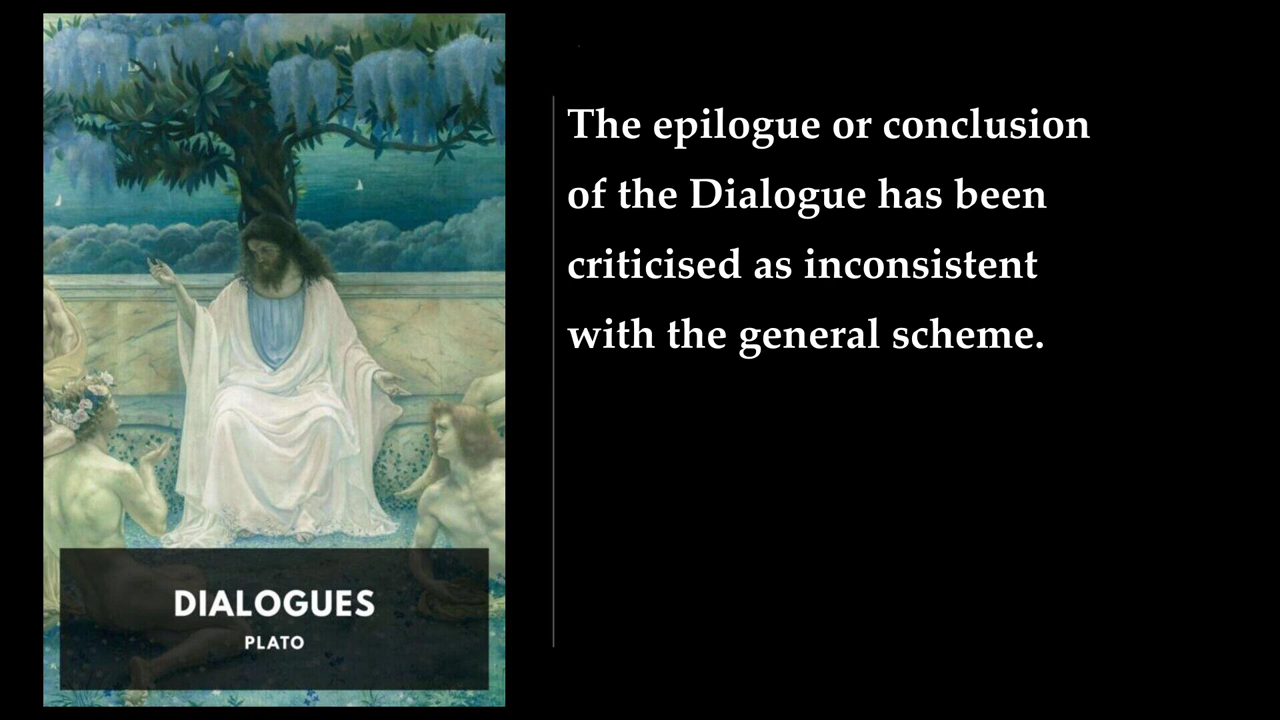 The epilogue or conclusion
of the Dialogue has been
criticised as inconsistent
with the general scheme.
DIALOGUES
PLATO